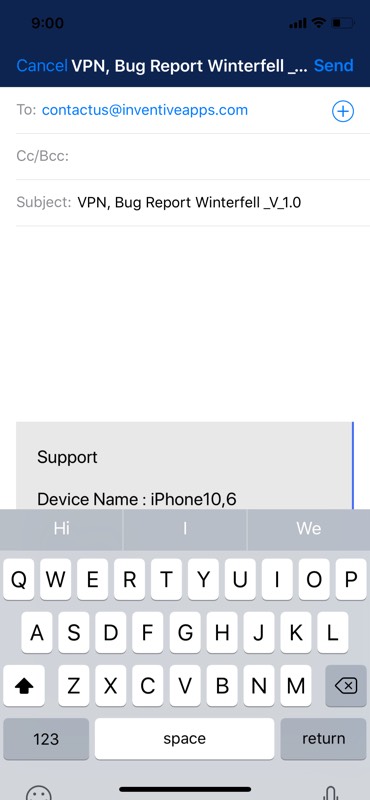 9:00
Cancel VPN, Bug Report Winterfell _... Send
To: contactus@inventiveapps.com
Cc/Bcc:
Subject: VPN, Bug Report Winterfell _V_1.0
Support
Device Name : iPhone10,6
Hi I We
Q W E R T Y U I O P
A S D F G H J K L
Z X C V B N M
123 space return